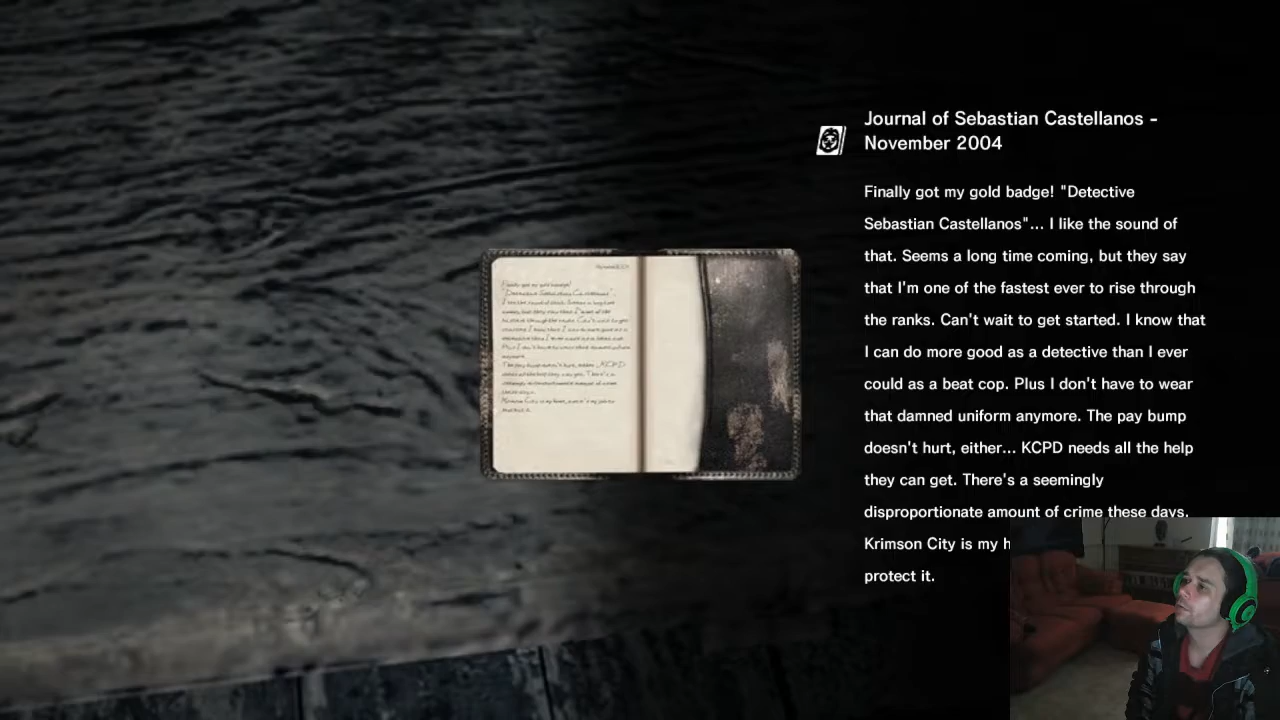 Journal of Sebastian Castellanos -
November 2004
Finally got my gold badge! "Detective
Sebastian Castellanos"... I like the sound of
that. Seems a long time coming, but they say
that I'm one of the fastest ever to rise through
the ranks. Can't wait to get started. I know that
I can do more good as a detective than I ever
could as a beat cop. Plus I don't have to wear
that damned uniform anymore. The pay bump
doesn't hurt, either... KCPD needs all the help
they can get. There's a seemingly
disproportionate amount of crime these days.
Krimson City is my
protect it.